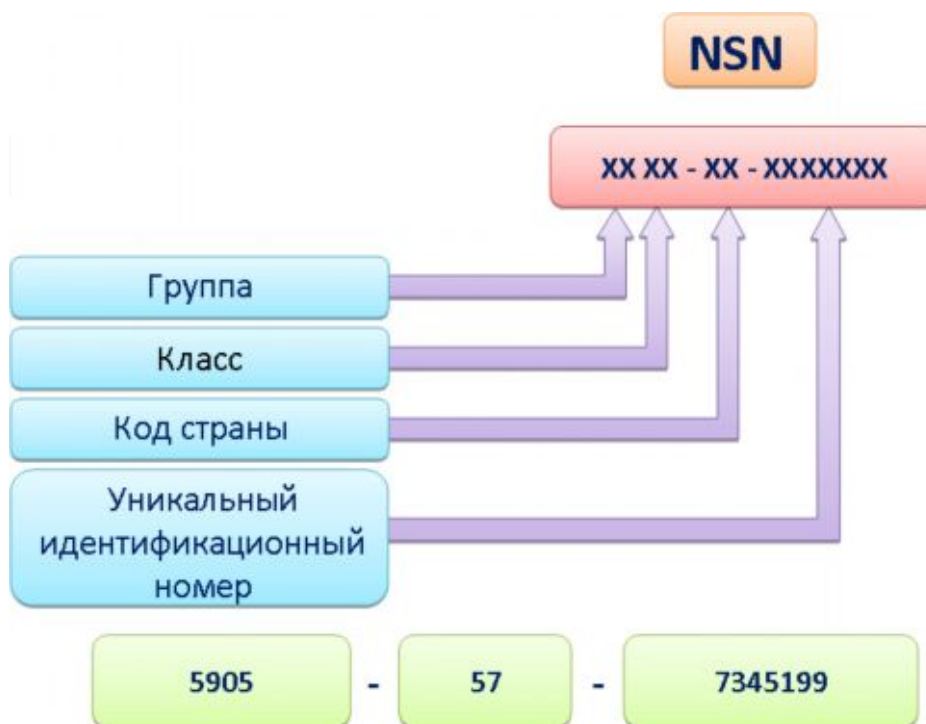 NSN
XX XX - XX - XXXXXXX
Группа
Класс
Код страны
Уникальный
идентификационный
номер
5905 - 57 - 7345199